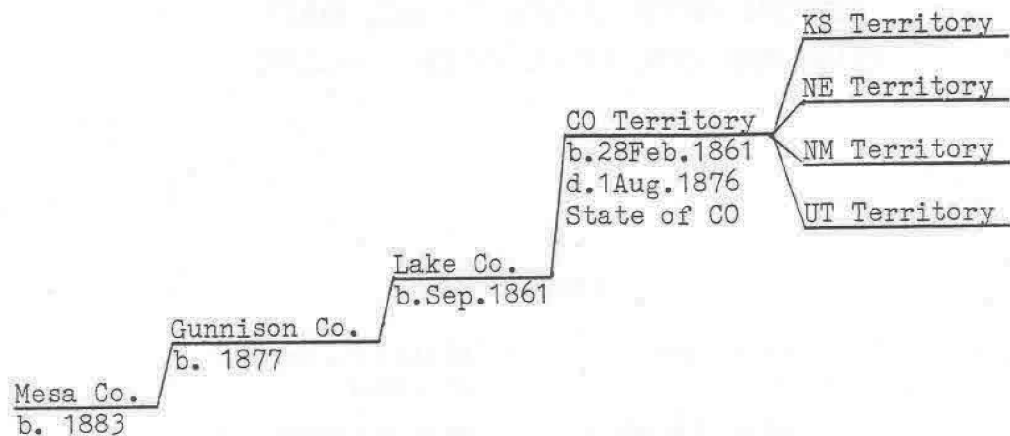 KS Territory
NE Territory
CO Territory
b.28Feb.1861
d.1Aug.1876
State of CO
NM Territory
UT Territory
Lake Co.
b.Sep.1861
Gunnison Co.
b. 1877
Mesa Co.
b. 1883